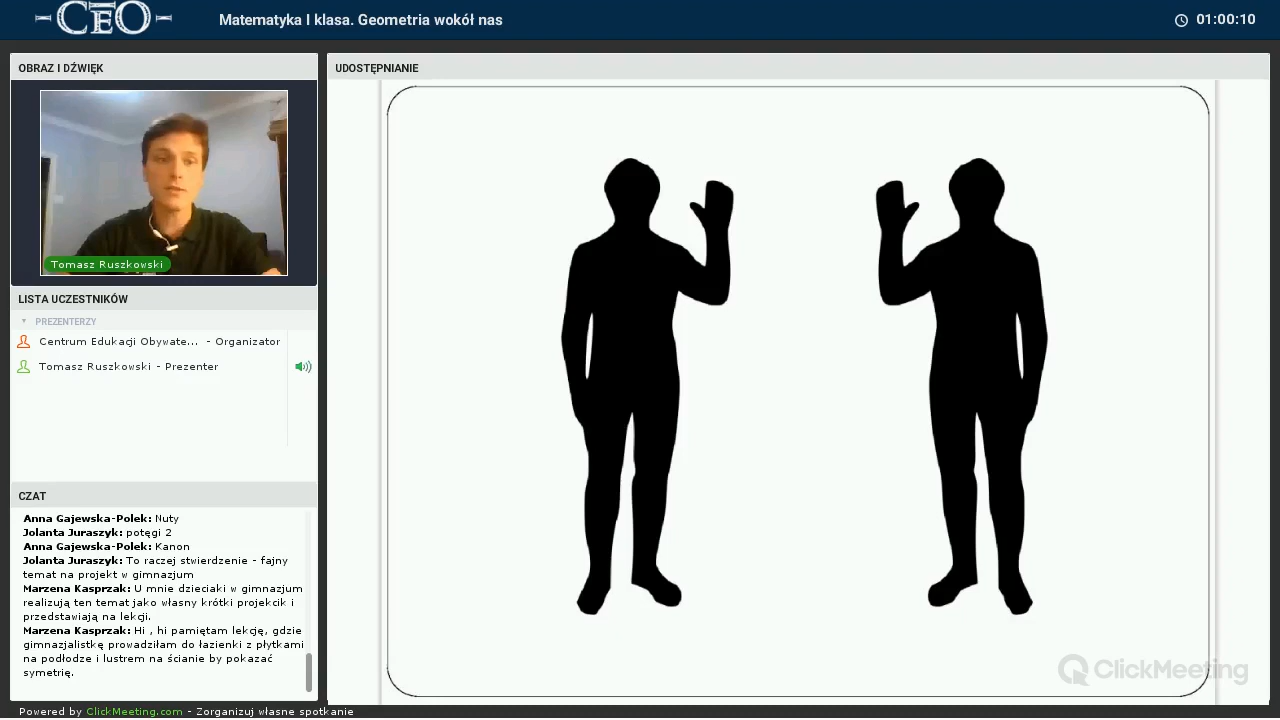 CEO
Matematyka I klasa. Geometria wokół nas
01:00:10
OBRAZ I DŹWIĘK
UDOSTĘPNIANIE
Tomasz Ruszkowski
LISTA UCZESTNIKÓW
PREZENTERZY
Centrum Edukacji Obywate... - Organizator
Tomasz Ruszkowski - Prezenter
CZAT
Anna Gajewska-Polek: Nuty
Jolanta Juraszyk: potęgi 2
Anna Gajewska-Polek: Kanon
Jolanta Juraszyk: To raczej stwierdzenie - fajny
temat na projekt w gimnazjum
Marzena Kasprzak: U mnie dzieciaki w gimnazjum
realizują ten temat jako własny krótki projekcik i
przedstawiają na lekcji.
Marzena Kasprzak: Hi , hi pamiętam lekcję, gdzie
gimnazjalistkę prowadziłam do łazienki z płytkami
na podłodze i lustrem na ścianie by pokazać
symetrię.
ClickMeeting
Powered by ClickMeeting.com - Zorganizuj własne spotkanie